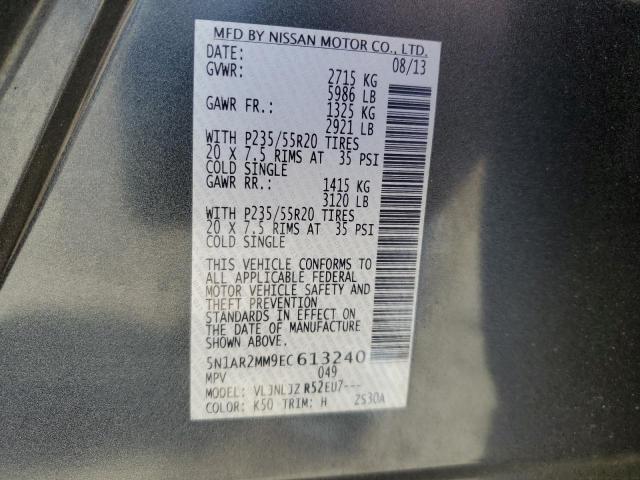 MFD BY NISSAN MOTOR CO., LTD.
DATE: 08/13
GVWR: 2715 KG
5986 LB
GAWR FR.: 1325 KG
2921 LB
WITH P235/55R20 TIRES
20 X 7.5 RIMS AT 35 PSI
COLD SINGLE
GAWR RR.: 1415 KG
3120 LB
WITH P235/55R20 TIRES
20 X 7.5 RIMS AT 35 PSI
COLD SINGLE
THIS VEHICLE CONFORMS TO
ALL APPLICABLE FEDERAL
MOTOR VEHICLE SAFETY AND
THEFT PREVENTION
STANDARDS IN EFFECT ON
THE DATE OF MANUFACTURE
SHOWN ABOVE.
5N1AR2MM9EC613240
MPV 049
MODEL: R52EU7---
COLOR: K50 TRIM: H 2S30A